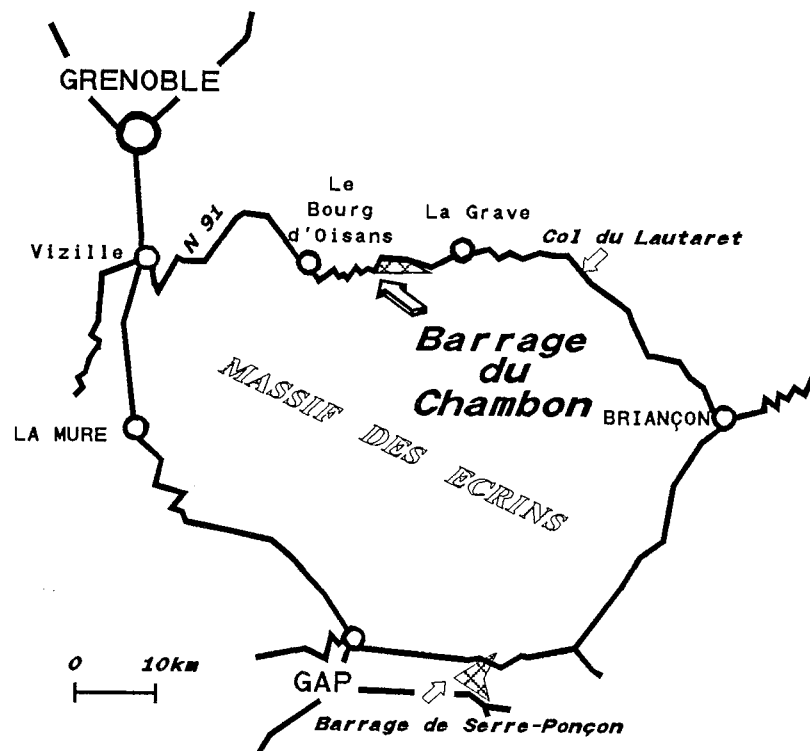 GRENOBLE
N 91
Le
Bourg
d'Oisans
La Grave
Vizille
Col du Lautaret
Barrage
du
Chambon
MASSIF DES ECRINS
LA MURE
BRIANÇON
0 10km
GAP
Barrage de Serre-Ponçon